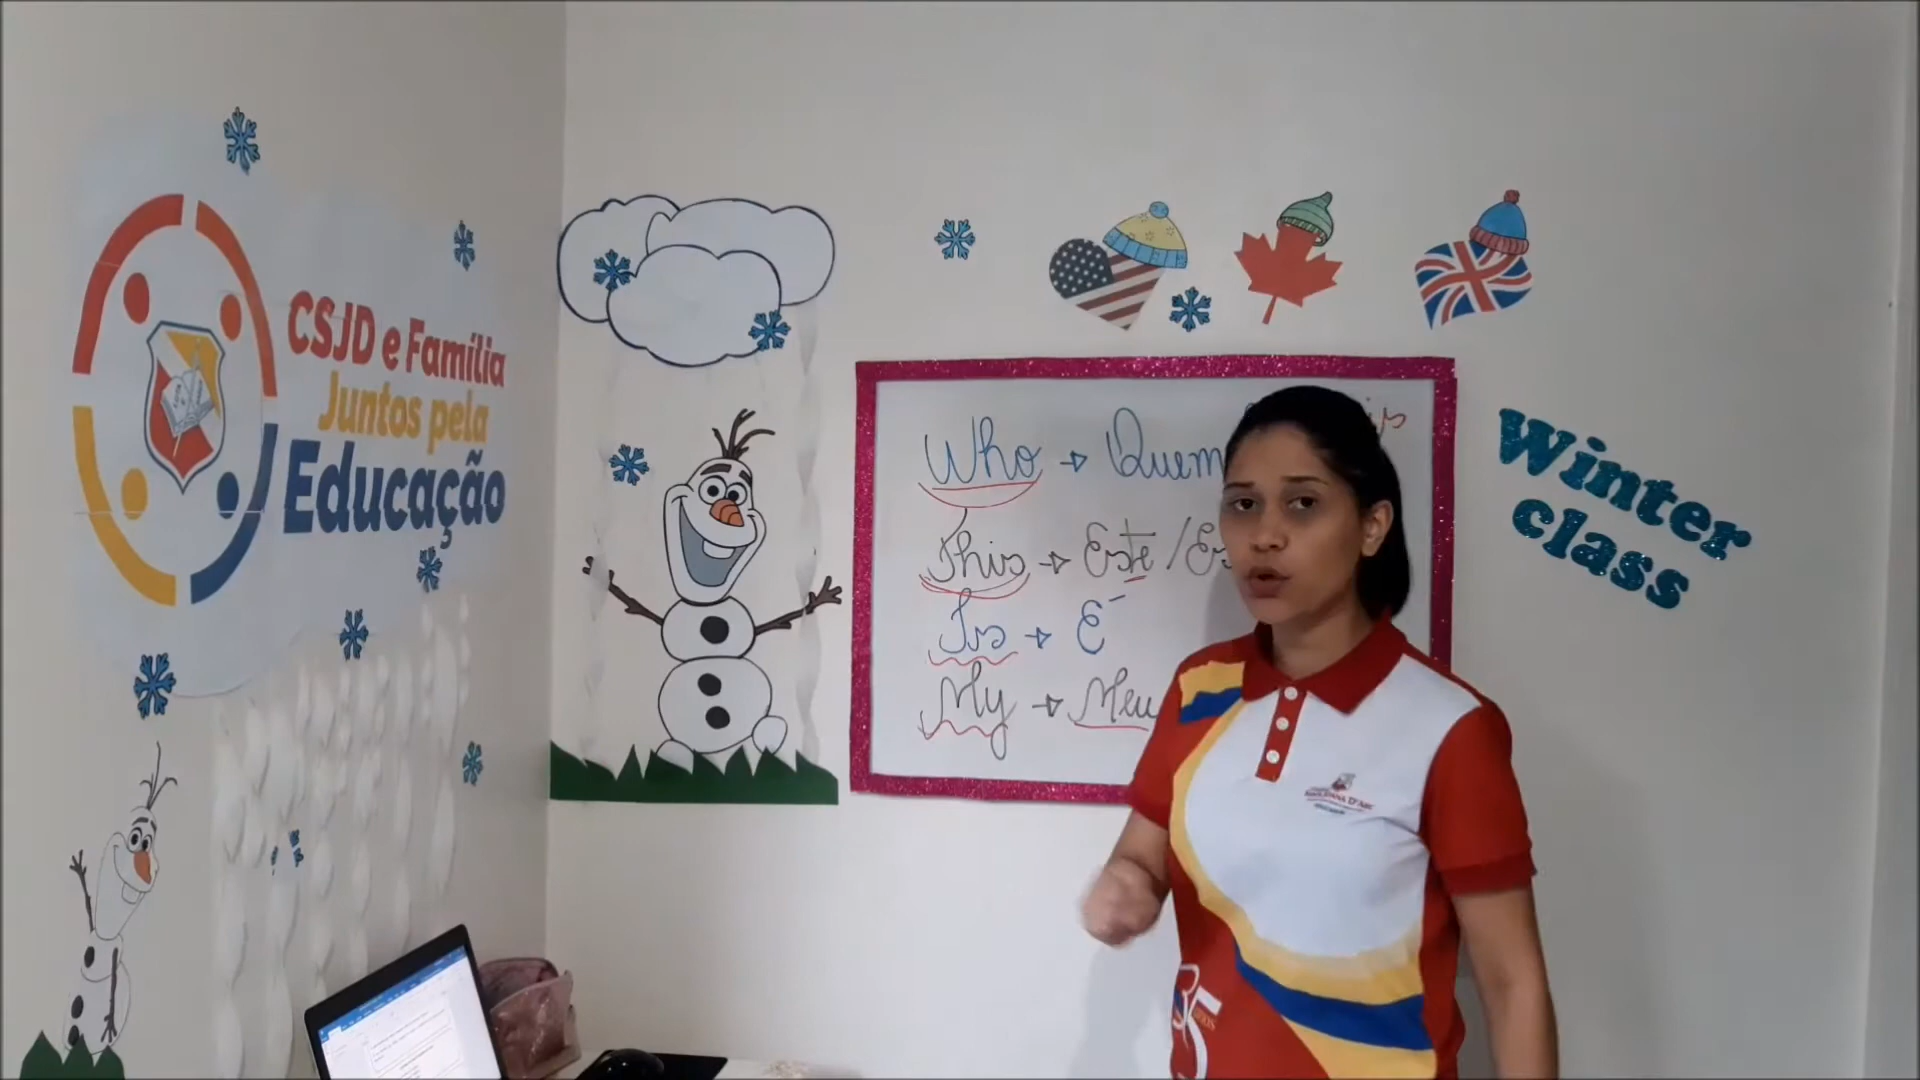 CSJD e Família
Juntos pela
Educação
Who → Quem
This → Este /
Is → É
My → Meu
Winter
class